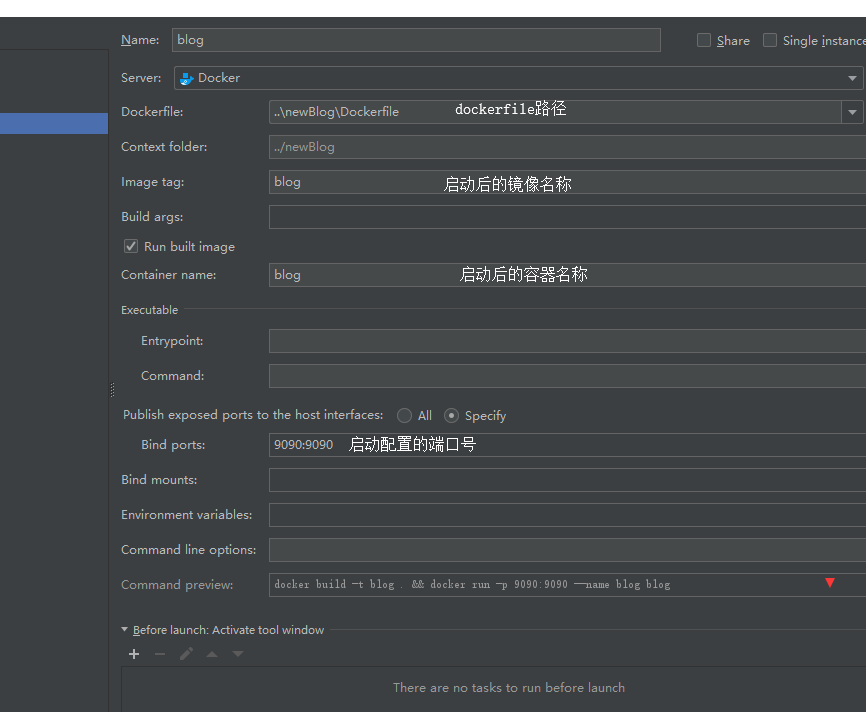 Name: blog Share Single instance
Server: Docker
Dockerfile: ..\newBlog\Dockerfile dockerfile路径
Context folder: ../newBlog
Image tag: blog 启动后的镜像名称
Build args:
Run built image
Container name: blog 启动后的容器名称
Executable
Entrypoint:
Command:
Publish exposed ports to the host interfaces: All Specify
Bind ports: 9090:9090 启动配置的端口号
Bind mounts:
Environment variables:
Command line options:
Command preview: docker build -t blog . && docker run -p 9090:9090 --name blog blog
Before launch: Activate tool window
There are no tasks to run before launch